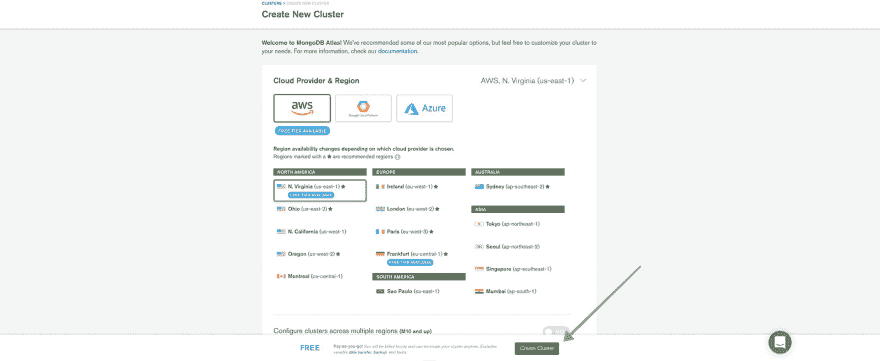 CLUSTERS > CREATE NEW CLUSTER
Create New Cluster
Welcome to MongoDB Atlas! We've recommended some of our most popular options, but feel free to customize your cluster to
your needs. For more information, check our documentation.
Cloud Provider & Region
AWS, N. Virginia (us-east-1)
aws
Google Cloud Platform
Azure
FREE TIER AVAILABLE
Region availability changes depending on which cloud provider is chosen.
Regions marked with a ★ are recommended regions
NORTH AMERICA
N. Virginia (us-east-1) ★
FREE TIER AVAILABLE
Ohio (us-east-2) ★
N. California (us-west-1)
Oregon (us-west-2) ★
Montreal (ca-central-1)
EUROPE
Ireland (eu-west-1) ★
London (eu-west-2) ★
Paris (eu-west-3) ★
Frankfurt (eu-central-1) ★
FREE TIER AVAILABLE
SOUTH AMERICA
Sao Paulo (sa-east-1)
AUSTRALIA
Sydney (ap-southeast-2) ★
ASIA
Tokyo (ap-northeast-1)
Seoul (ap-northeast-2)
Singapore (ap-southeast-1)
Mumbai (ap-south-1)
Configure clusters across multiple regions (M10 and up)
FREE
Pay-as-you-go! You will be billed hourly and can terminate your cluster anytime. Excludes
variable data transfer, backup, and taxes.
Create Cluster